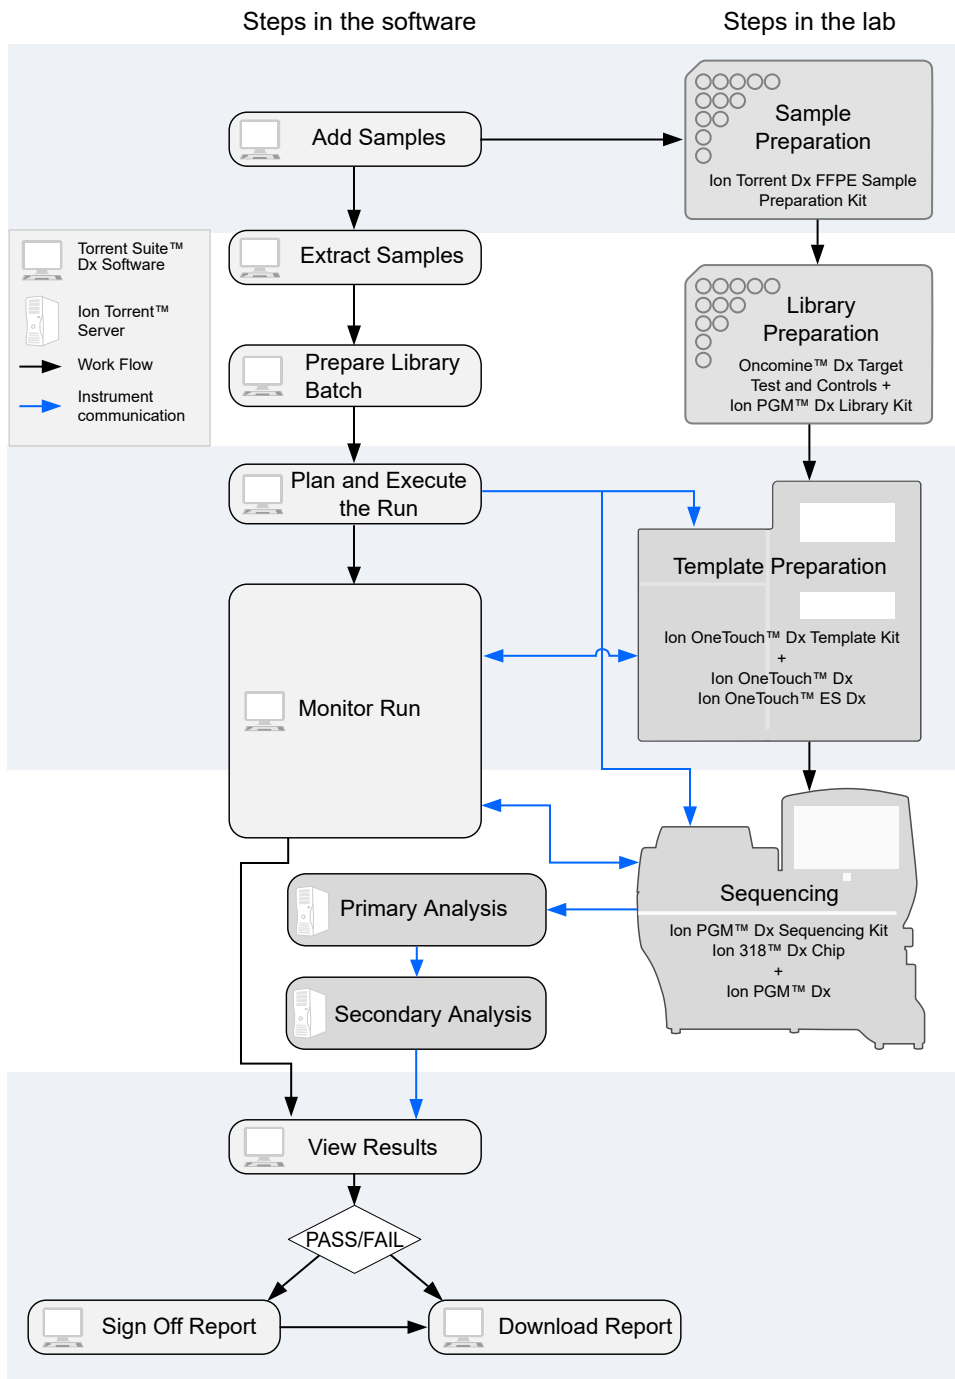 Steps in the software
Steps in the lab
Add Samples
Sample
Preparation
Ion Torrent Dx FFPE Sample
Preparation Kit
Torrent Suite™
Dx Software
Ion Torrent™
Server
Work Flow
Instrument
communication
Extract Samples
Prepare Library
Batch
Library
Preparation
Oncomine™ Dx Target
Test and Controls +
Ion PGM™ Dx Library Kit
Plan and Execute
the Run
Template Preparation
Ion OneTouch™ Dx Template Kit
+
Ion OneTouch™ Dx
Ion OneTouch™ ES Dx
Monitor Run
Sequencing
Ion PGM™ Dx Sequencing Kit
Ion 318™ Dx Chip
+
Ion PGM™ Dx
Primary Analysis
Secondary Analysis
View Results
PASS/FAIL
Sign Off Report
Download Report